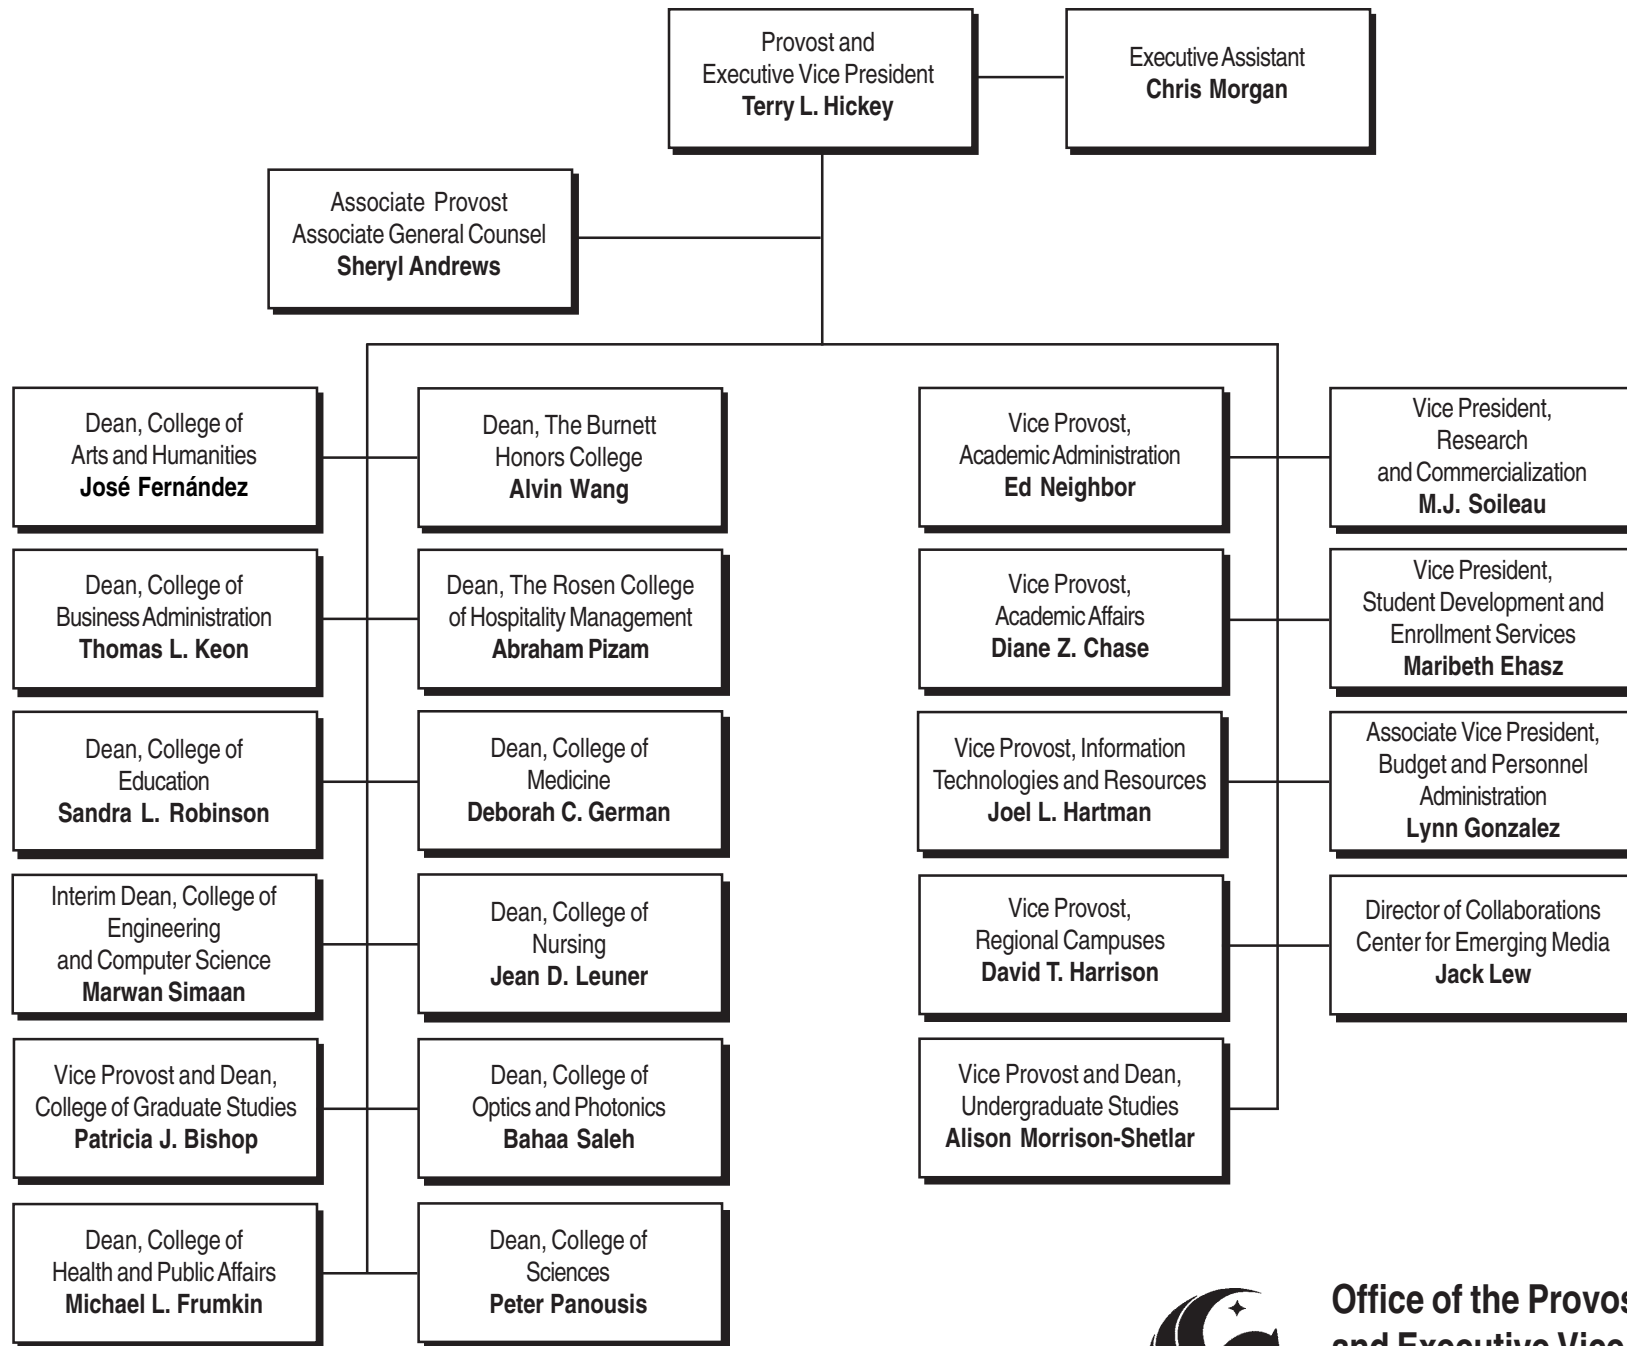 Provost and
Executive Vice President
Terry L. Hickey
Executive Assistant
Chris Morgan
Associate Provost
Associate General Counsel
Sheryl Andrews
Dean, College of
Arts and Humanities
José Fernández
Dean, The Burnett
Honors College
Alvin Wang
Vice Provost,
Academic Administration
Ed Neighbor
Vice President,
Research
and Commercialization
M.J. Soileau
Dean, College of
Business Administration
Thomas L. Keon
Dean, The Rosen College
of Hospitality Management
Abraham Pizam
Vice Provost,
Academic Affairs
Diane Z. Chase
Vice President,
Student Development and
Enrollment Services
Maribeth Ehasz
Dean, College of
Education
Sandra L. Robinson
Dean, College of
Medicine
Deborah C. German
Vice Provost, Information
Technologies and Resources
Joel L. Hartman
Associate Vice President,
Budget and Personnel
Administration
Lynn Gonzalez
Interim Dean, College of
Engineering
and Computer Science
Marwan Simaan
Dean, College of
Nursing
Jean D. Leuner
Vice Provost,
Regional Campuses
David T. Harrison
Director of Collaborations
Center for Emerging Media
Jack Lew
Vice Provost and Dean,
College of Graduate Studies
Patricia J. Bishop
Dean, College of
Optics and Photonics
Bahaa Saleh
Vice Provost and Dean,
Undergraduate Studies
Alison Morrison-Shetlar
Dean, College of
Health and Public Affairs
Michael L. Frumkin
Dean, College of
Sciences
Peter Panousis
Office of the Provos
and Executive Vice